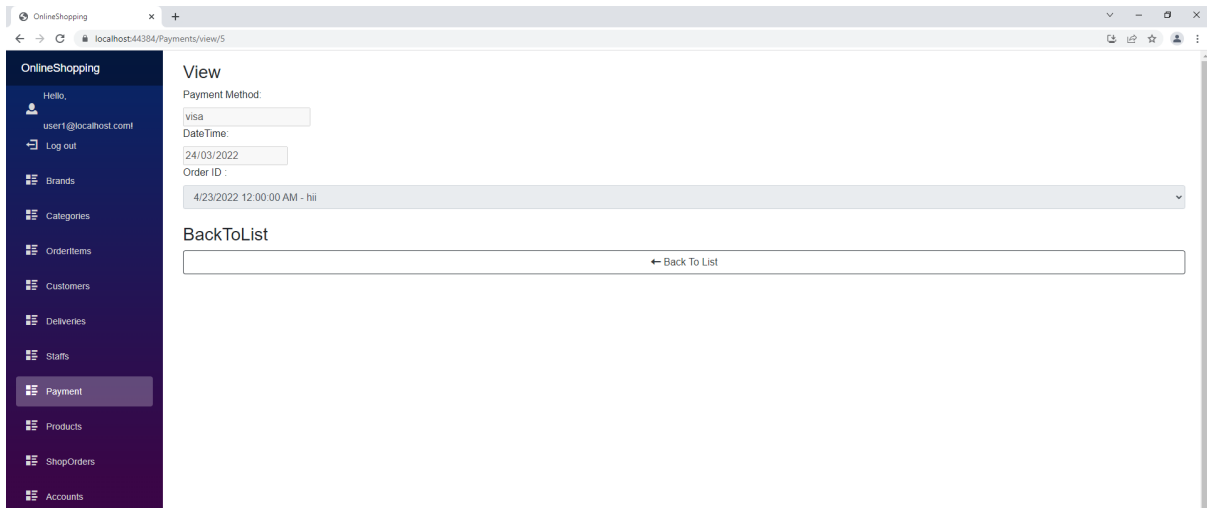 OnlineShopping
localhost:44384/Payments/view/5
OnlineShopping
Hello,
user1@localhost.com!
Log out
Brands
Categories
OrderItems
Customers
Deliveries
Staffs
Payment
Products
ShopOrders
Accounts
View
Payment Method:
visa
DateTime:
24/03/2022
Order ID :
4/23/2022 12:00:00 AM - hii
BackToList
Back To List